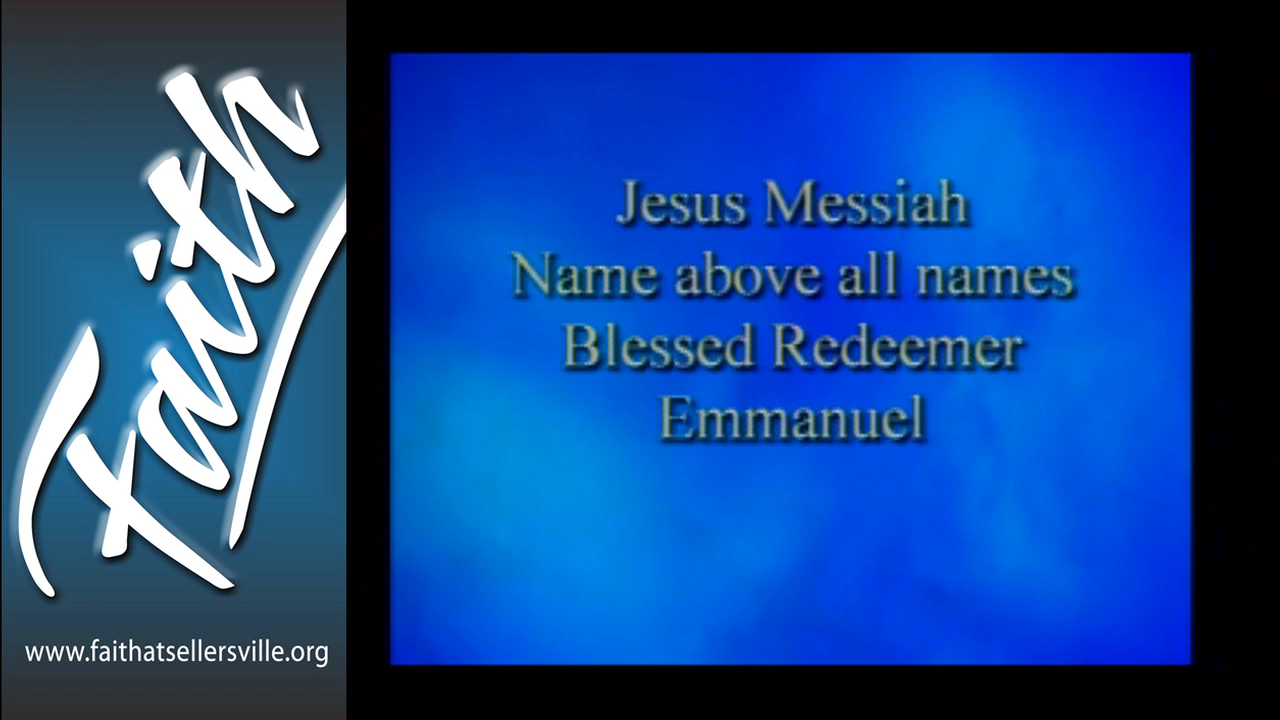 Faith
www.faithatsellersville.org
Jesus Messiah
Name above all names
Blessed Redeemer
Emmanuel